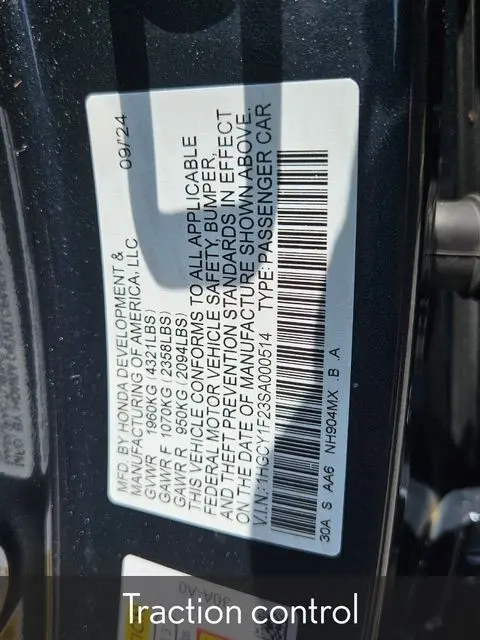 MFD. BY HONDA DEVELOPMENT & 09/24
MANUFACTURING OF AMERICA, LLC
GVWR 1960KG (4321LBS)
GAWR F 1070KG (2358LBS)
GAWR R 950KG (2094LBS)
THIS VEHICLE CONFORMS TO ALL APPLICABLE
FEDERAL MOTOR VEHICLE SAFETY, BUMPER,
AND THEFT PREVENTION STANDARDS IN EFFECT
ON THE DATE OF MANUFACTURE SHOWN ABOVE.
V.I.N.: 1HGCY1F23SA000514 TYPE: PASSENGER CAR
30A S AA6 NH904MX .B .A
30A-A0
Traction control